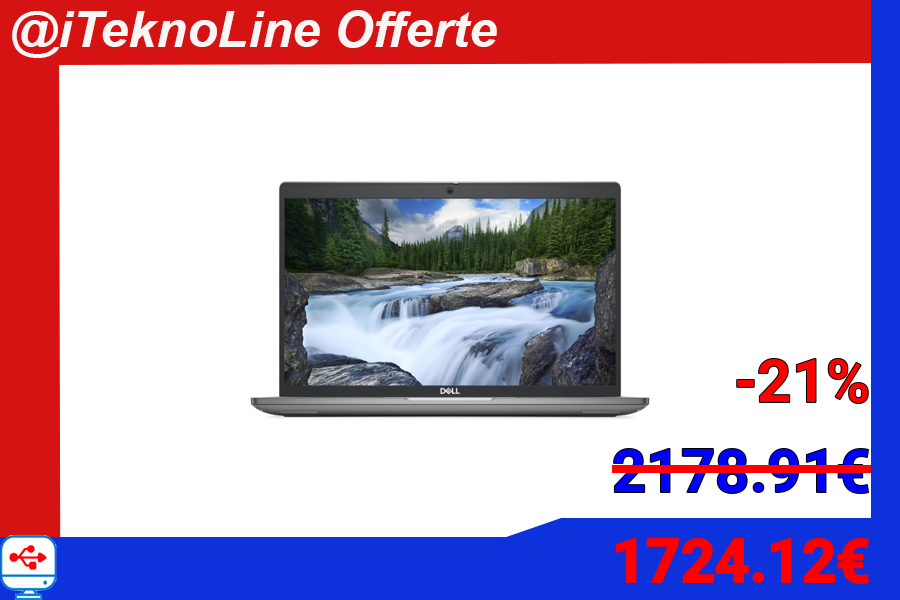 @iTeknoLine Offerte
DELL
-21%
2178.91€
1724.12€